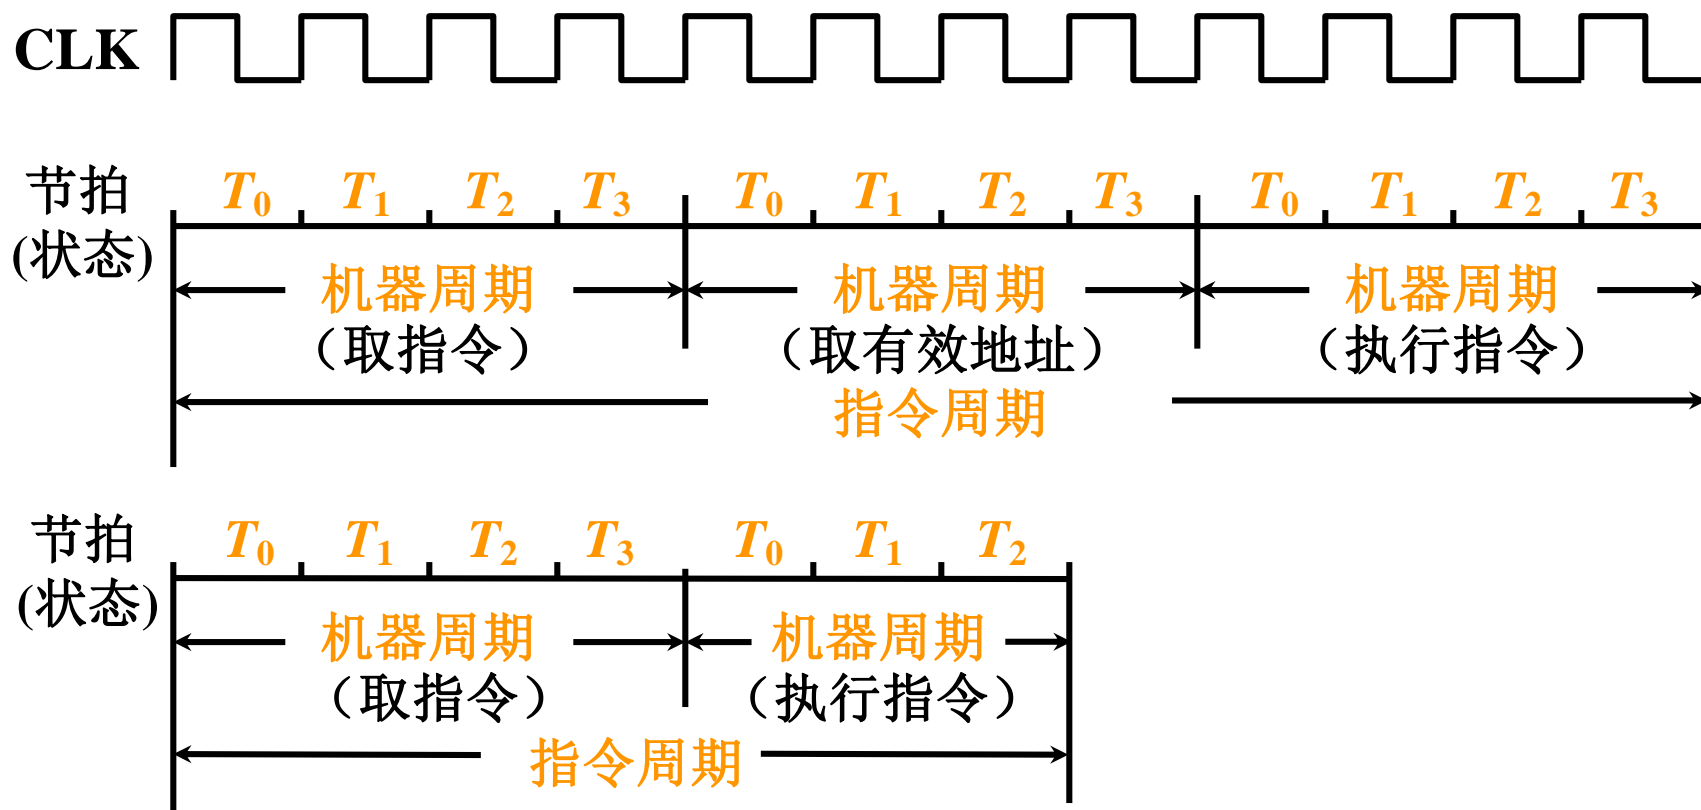 CLK
节拍
(状态)
T0 T1 T2 T3 T0 T1 T2 T3 T0 T1 T2 T3
机器周期 机器周期 机器周期
（取指令） （取有效地址） （执行指令）
指令周期
节拍
(状态)
T0 T1 T2 T3 T0 T1 T2
机器周期 机器周期
（取指令） （执行指令）
指令周期